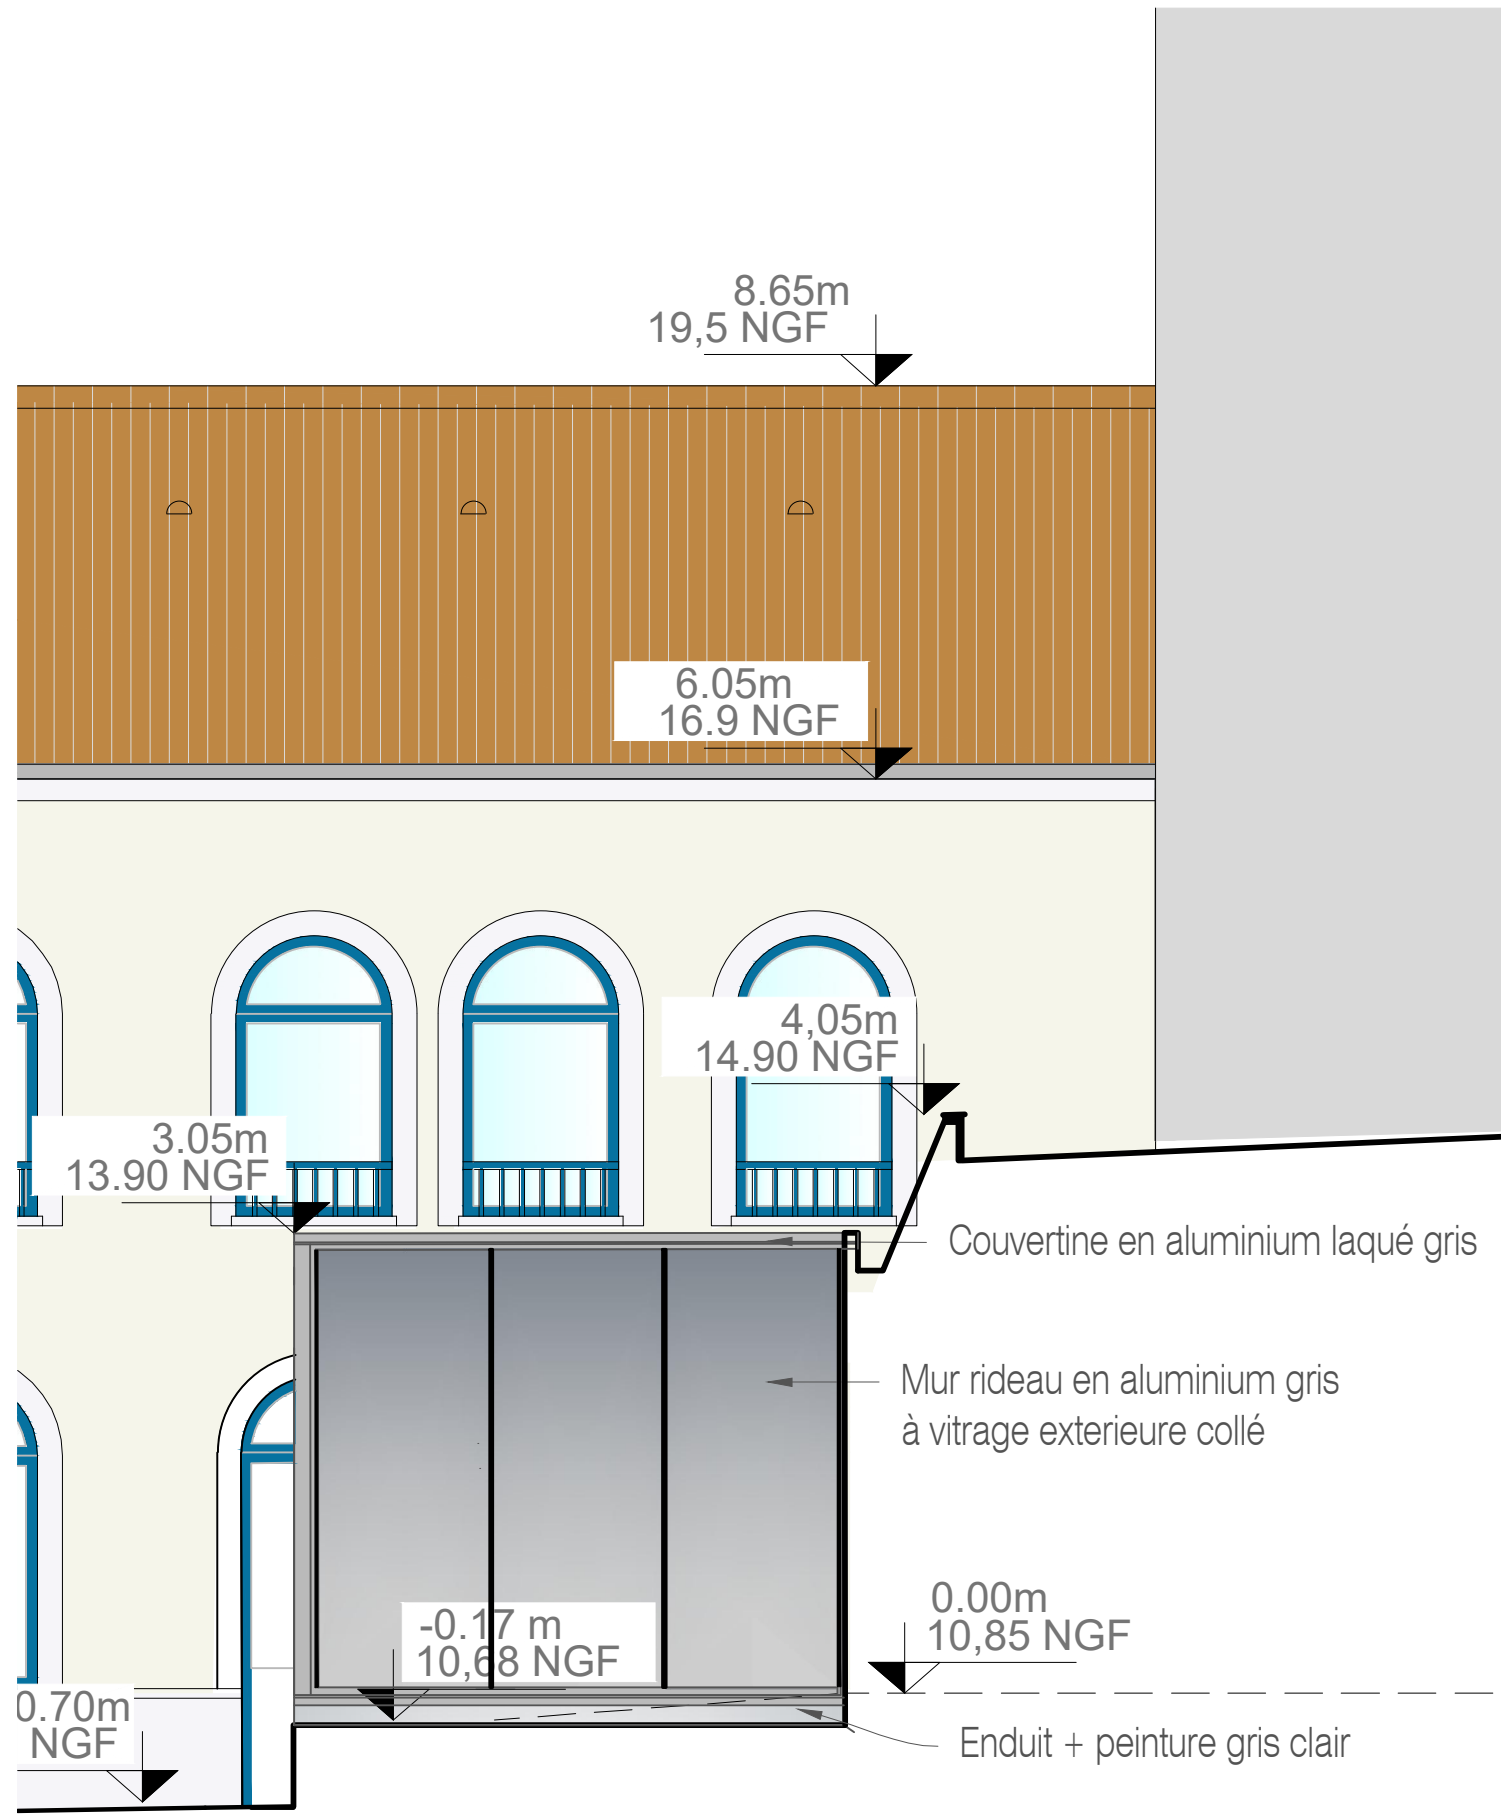 8.65m
19,5 NGF
6.05m
16.9 NGF
4,05m
14.90 NGF
3.05m
13.90 NGF
Couvertine en aluminium laqué gris
Mur rideau en aluminium gris
à vitrage exterieure collé
-0.17 m
10,68 NGF
0.00m
10,85 NGF
0.70m
NGF
Enduit + peinture gris clair